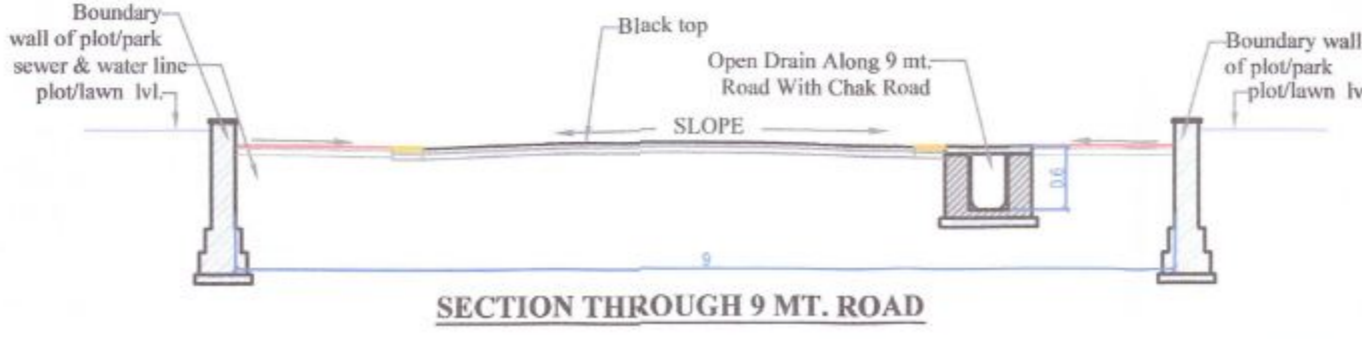 Boundary
wall of plot/park
sewer & water line
plot/lawn lvl.
Black top
Open Drain Along 9 mt.
Road With Chak Road
SLOPE
Boundary wall
of plot/park
plot/lawn lv
0.6
9
SECTION THROUGH 9 MT. ROAD